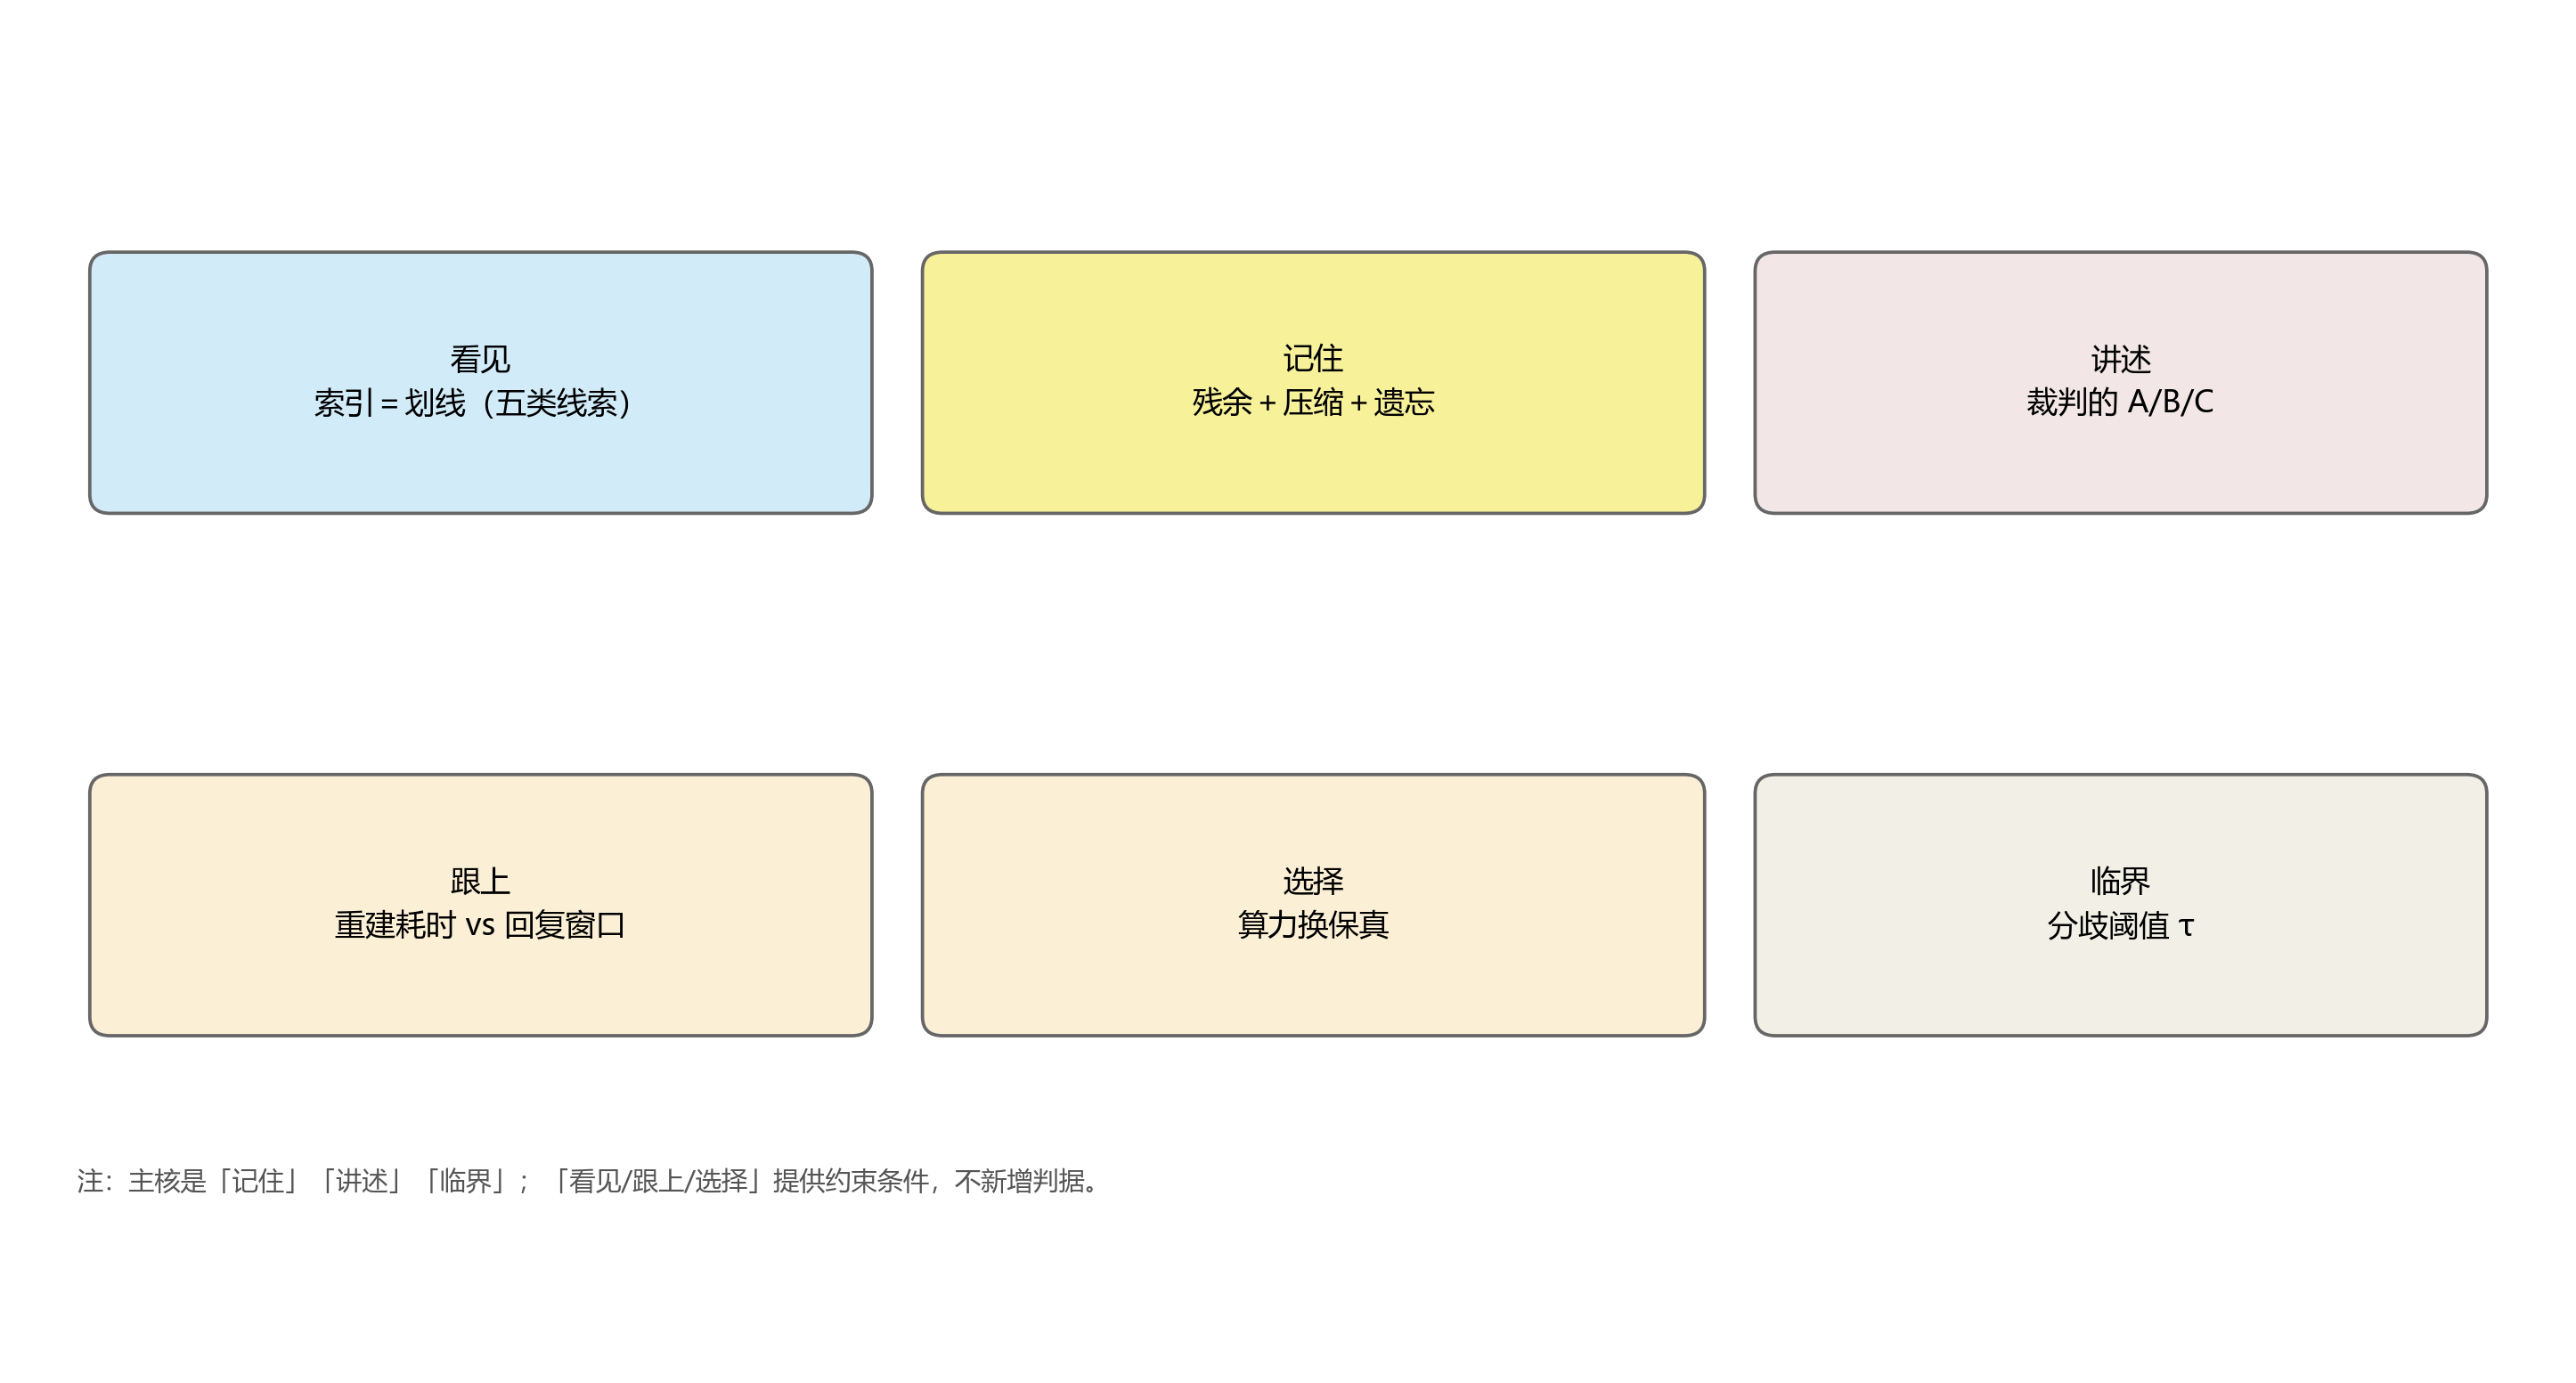 看见
索引 = 划线（五类线索）
记住
残余 + 压缩 + 遗忘
讲述
裁判的 A/B/C
跟上
重建耗时 vs 回复窗口
选择
算力换保真
临界
分歧阈值 τ
注：主核是「记住」「讲述」「临界」；「看见/跟上/选择」提供约束条件，不新增判据。